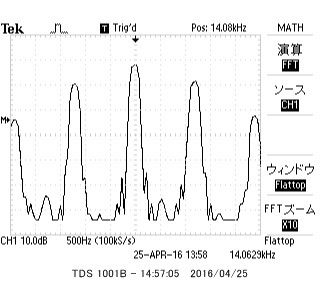 Tek T Trig'd Pos: 14.08kHz MATH
演算
FFT
ソース
CH1
M
ウィンドウ
Flattop
FFTズーム
X10
CH1 10.0dB 500Hz (100kS/s) Flattop
25-APR-16 13:58 14.0629kHz
TDS 1001B - 14:57:05 2016/04/25